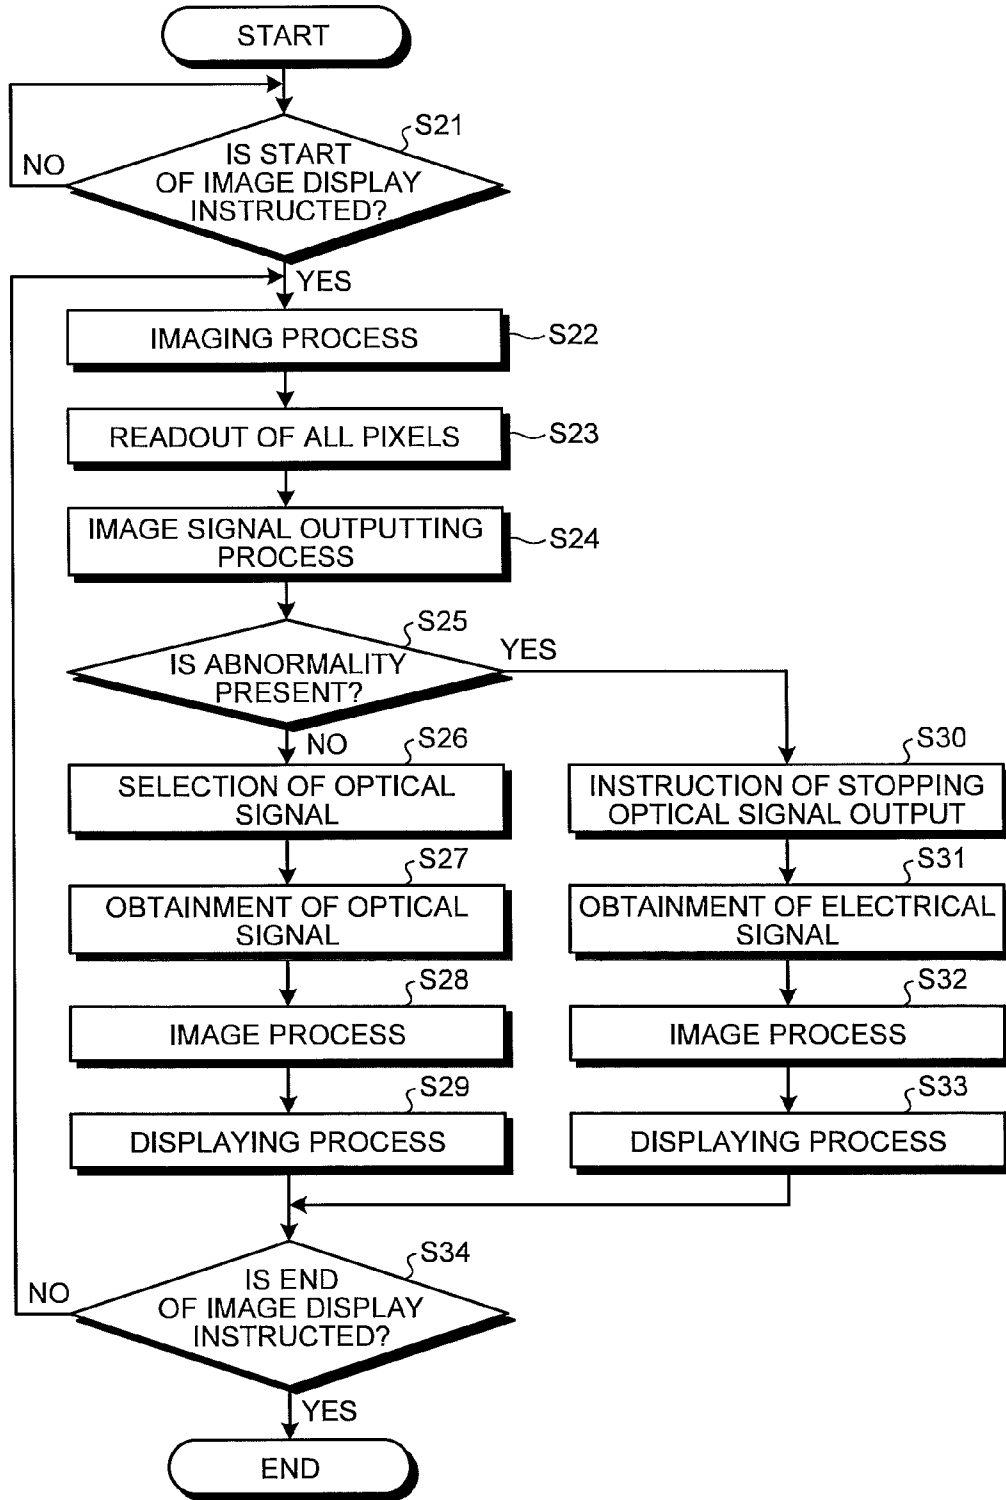 START
S21
IS START
OF IMAGE DISPLAY
INSTRUCTED?
NO
YES
IMAGING PROCESS
S22
READOUT OF ALL PIXELS
S23
IMAGE SIGNAL OUTPUTTING
PROCESS
S24
S25
IS ABNORMALITY
PRESENT?
YES
NO
S26
SELECTION OF OPTICAL
SIGNAL
S27
OBTAINMENT OF OPTICAL
SIGNAL
S28
IMAGE PROCESS
S29
DISPLAYING PROCESS
S30
INSTRUCTION OF STOPPING
OPTICAL SIGNAL OUTPUT
S31
OBTAINMENT OF ELECTRICAL
SIGNAL
S32
IMAGE PROCESS
S33
DISPLAYING PROCESS
S34
IS END
OF IMAGE DISPLAY
INSTRUCTED?
NO
YES
END